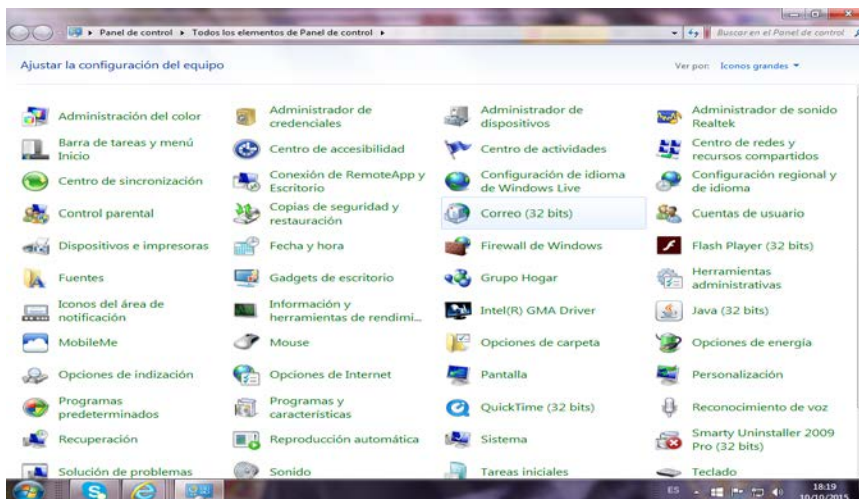 Panel de control ▸ Todos los elementos de Panel de control ▸
Buscar en el Panel de control
Ajustar la configuración del equipo
Ver por: Iconos grandes
Administración del color
Administrador de credenciales
Administrador de dispositivos
Administrador de sonido Realtek
Barra de tareas y menú Inicio
Centro de accesibilidad
Centro de actividades
Centro de redes y recursos compartidos
Centro de sincronización
Conexión de RemoteApp y Escritorio
Configuración de idioma de Windows Live
Configuración regional y de idioma
Control parental
Copias de seguridad y restauración
Correo (32 bits)
Cuentas de usuario
Dispositivos e impresoras
Fecha y hora
Firewall de Windows
Flash Player (32 bits)
Fuentes
Gadgets de escritorio
Grupo Hogar
Herramientas administrativas
Iconos del área de notificación
Información y herramientas de rendimi...
Intel(R) GMA Driver
Java (32 bits)
MobileMe
Mouse
Opciones de carpeta
Opciones de energía
Opciones de indización
Opciones de Internet
Pantalla
Personalización
Programas predeterminados
Programas y características
QuickTime (32 bits)
Reconocimiento de voz
Recuperación
Reproducción automática
Sistema
Smarty Uninstaller 2009 Pro (32 bits)
Solución de problemas
Sonido
Tareas iniciales
Teclado
ES
18:19
10/10/2015